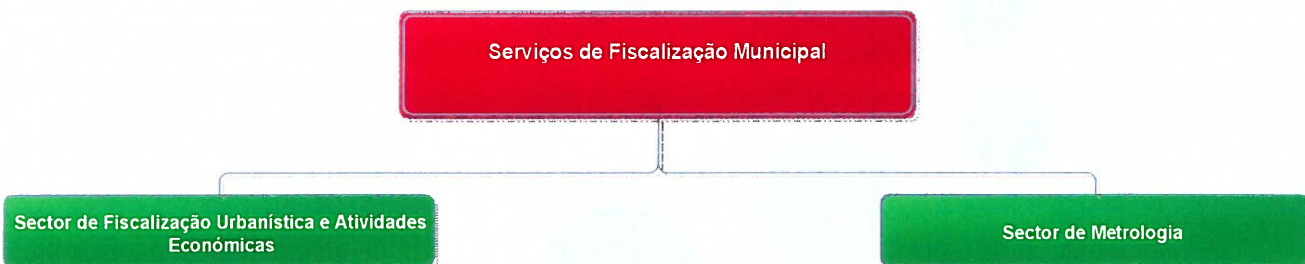 Serviços de Fiscalização Municipal
Sector de Fiscalização Urbanística e Atividades
Económicas
Sector de Metrologia